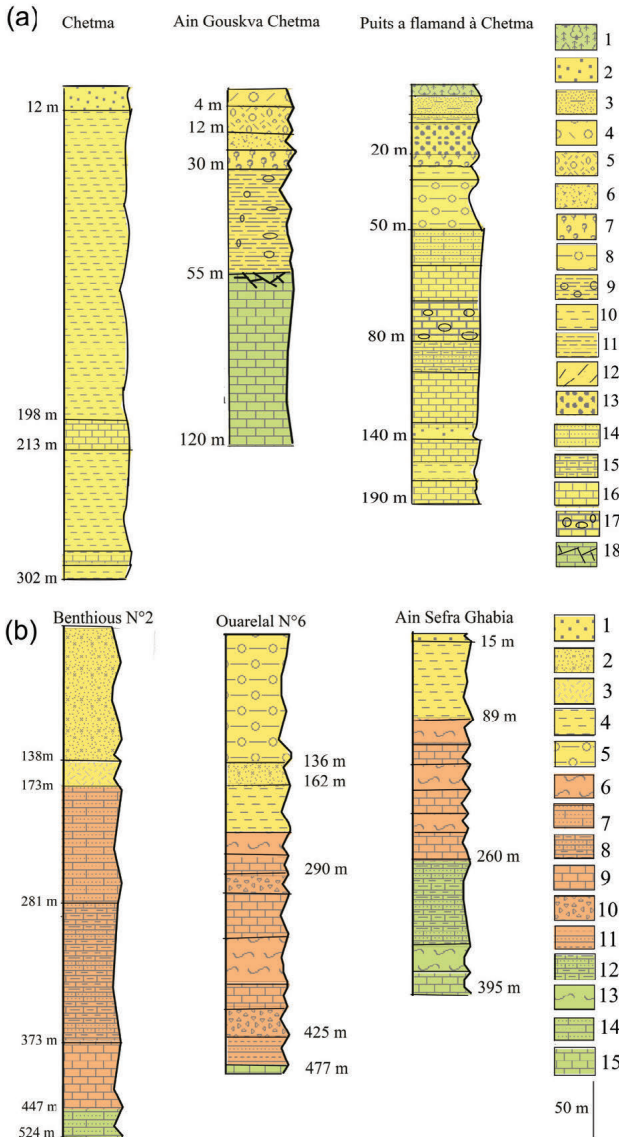 (a)
Chetma
Ain Gouskva Chetma
Puits a flamand à Chetma
12 m
198 m
213 m
302 m
4 m
12 m
30 m
55 m
120 m
20 m
50 m
80 m
140 m
190 m
1
2
3
4
5
6
7
8
9
10
11
12
13
14
15
16
17
18
(b)
Benthious N°2
Ouarelal N°6
Ain Sefra Ghabia
138m
173m
281 m
373 m
447 m
524 m
136 m
162 m
290 m
425 m
477 m
15 m
89 m
260 m
395 m
1
2
3
4
5
6
7
8
9
10
11
12
13
14
15
50 m